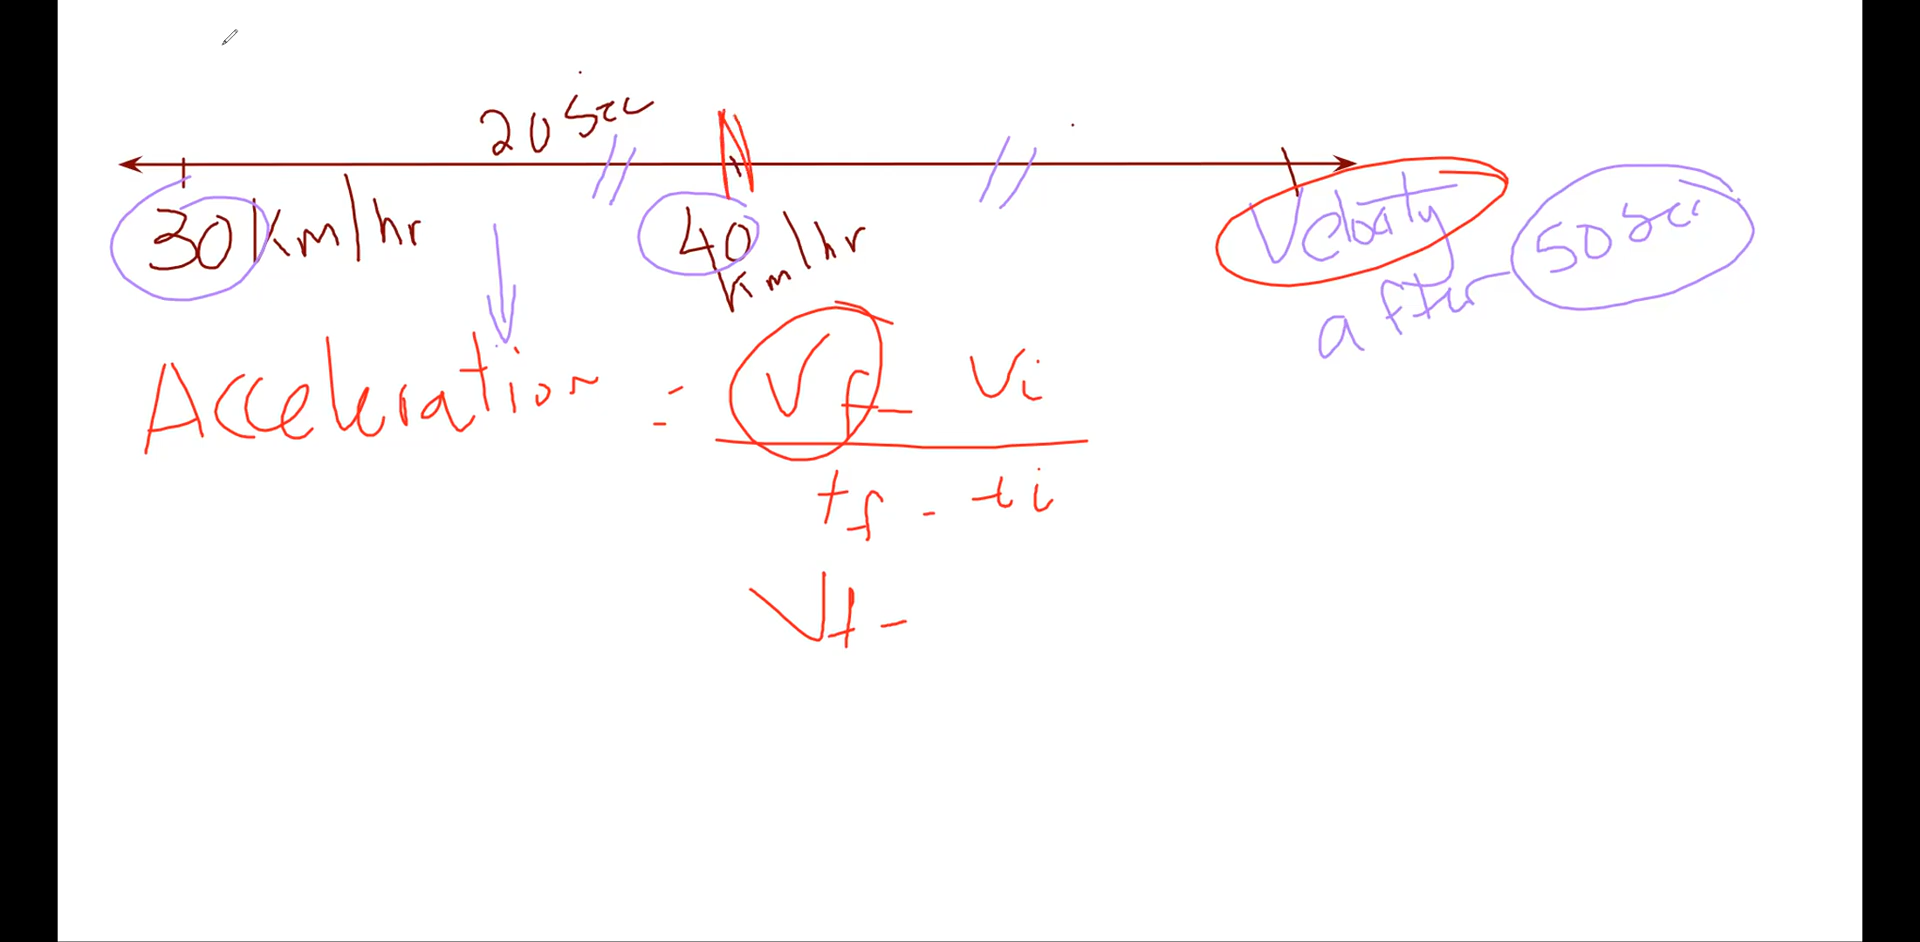 20 Sec
30 Km/hr
40 Km/hr
Velocity
after 50 sec
Acceleration = Vf - Vi
tf - ti
Vf -